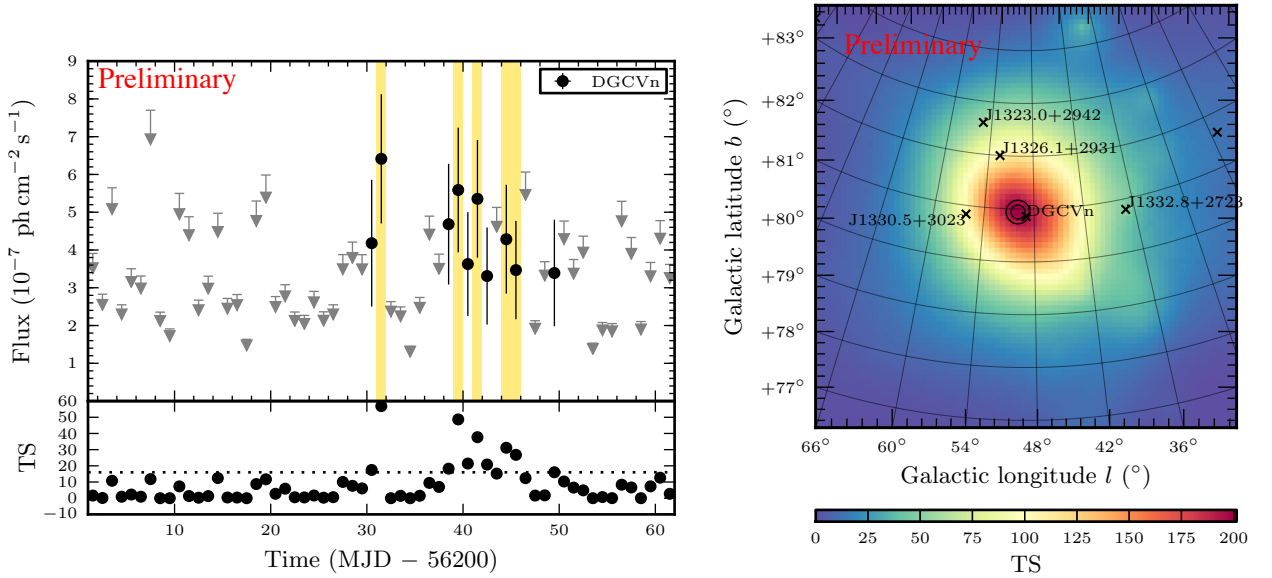 Preliminary
DGCVn
Flux (10⁻⁷ ph cm⁻² s⁻¹)
9
8
7
6
5
4
3
2
1
60
50
40
30
20
10
0
−10
TS
10 20 30 40 50 60
Time (MJD − 56200)
Preliminary
Galactic latitude b (°)
+83°
+82°
+81°
+80°
+79°
+78°
+77°
J1323.0+2942
J1326.1+2931
DGCVn
J1332.8+2723
J1330.5+3023
66° 60° 54° 48° 42° 36°
Galactic longitude l (°)
0 25 50 75 100 125 150 175 200
TS